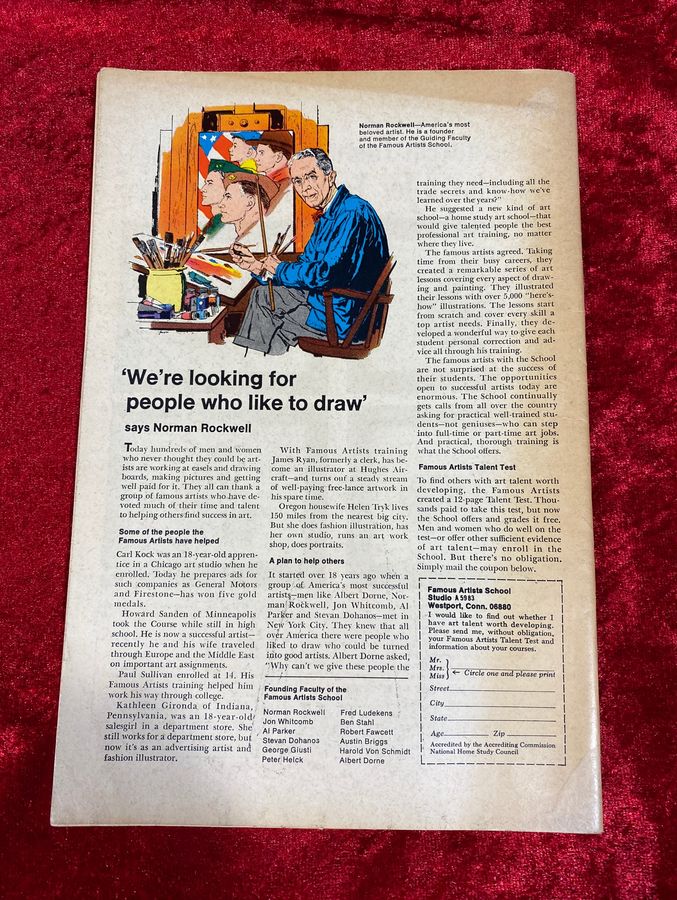 Norman Rockwell—America's most
beloved artist. He is a founder
and member of the Guiding Faculty
of the Famous Artists School.
'We're looking for
people who like to draw'
says Norman Rockwell
Today hundreds of men and women
who never thought they could be art-
ists are working at easels and drawing
boards, making pictures and getting
well paid for it. They all can thank a
group of famous artists who have de-
voted much of their time and talent
to helping others find success in art.
Some of the people the
Famous Artists have helped
Carl Kock was an 18-year-old appren-
tice in a Chicago art studio when he
enrolled. Today he prepares ads for
such companies as General Motors
and Firestone—has won five gold
medals.
Howard Sanden of Minneapolis
took the Course while still in high
school. He is now a successful artist—
recently he and his wife traveled
through Europe and the Middle East
on important art assignments.
Paul Sullivan enrolled at 14. His
Famous Artists training helped him
work his way through college.
Kathleen Gironda of Indiana,
Pennsylvania, was an 18-year-old
salesgirl in a department store. She
still works for a department store, but
now it's as an advertising artist and
fashion illustrator.
With Famous Artists training
James Ryan, formerly a clerk, has be-
come an illustrator at Hughes Air-
craft—and turns out a steady stream
of well-paying free-lance artwork in
his spare time.
Oregon housewife Helen Tryk lives
150 miles from the nearest big city.
But she does fashion illustration, has
her own studio, runs an art work
shop, does portraits.
A plan to help others
It started over 18 years ago when a
group of America's most successful
artists—men like Albert Dorne, Nor-
man Rockwell, Jon Whitcomb, Al
Parker and Stevan Dohanos—met in
New York City. They knew that all
over America there were people who
liked to draw who could be turned
into good artists. Albert Dorne asked,
"Why can't we give these people the
Founding Faculty of the
Famous Artists School
Norman Rockwell
Jon Whitcomb
Al Parker
Stevan Dohanos
George Giusti
Peter Helck
Fred Ludekens
Ben Stahl
Robert Fawcett
Austin Briggs
Harold Von Schmidt
Albert Dorne
training they need—including all the
trade secrets and know-how we've
learned over the years?"
He suggested a new kind of art
school—a home study art school—that
would give talented people the best
professional art training, no matter
where they live.
The famous artists agreed. Taking
time from their busy careers, they
created a remarkable series of art
lessons covering every aspect of draw-
ing and painting. They illustrated
their lessons with over 5,000 "here's-
how" illustrations. The lessons start
from scratch and cover every skill a
top artist needs. Finally, they de-
veloped a wonderful way to give each
student personal correction and ad-
vice all through his training.
The famous artists with the School
are not surprised at the success of
their students. The opportunities
open to successful artists today are
enormous. The School continually
gets calls from all over the country
asking for practical well-trained stu-
dents—not geniuses—who can step
into full-time or part-time art jobs.
And practical, thorough training is
what the School offers.
Famous Artists Talent Test
To find others with art talent worth
developing, the Famous Artists
created a 12-page Talent Test. Thou-
sands paid to take this test, but now
the School offers and grades it free.
Men and women who do well on the
test—or offer other sufficient evidence
of art talent—may enroll in the
School. But there's no obligation.
Simply mail the coupon below.
Famous Artists School
Studio A5983
Westport, Conn. 06880
I would like to find out whether I
have art talent worth developing.
Please send me, without obligation,
your Famous Artists Talent Test and
information about your courses.
Mr.
Mrs.
Miss
← Circle one and please print
Street
City
State
Age Zip
Accredited by the Accrediting Commission
National Home Study Council